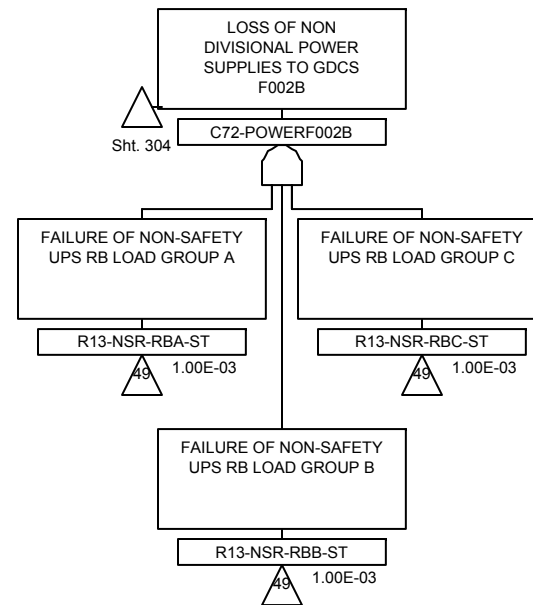 LOSS OF NON
DIVISIONAL POWER
SUPPLIES TO GDCS
F002B
Sht. 304
C72-POWERF002B
FAILURE OF NON-SAFETY
UPS RB LOAD GROUP A
R13-NSR-RBA-ST
49
1.00E-03
FAILURE OF NON-SAFETY
UPS RB LOAD GROUP C
R13-NSR-RBC-ST
49
1.00E-03
FAILURE OF NON-SAFETY
UPS RB LOAD GROUP B
R13-NSR-RBB-ST
49
1.00E-03